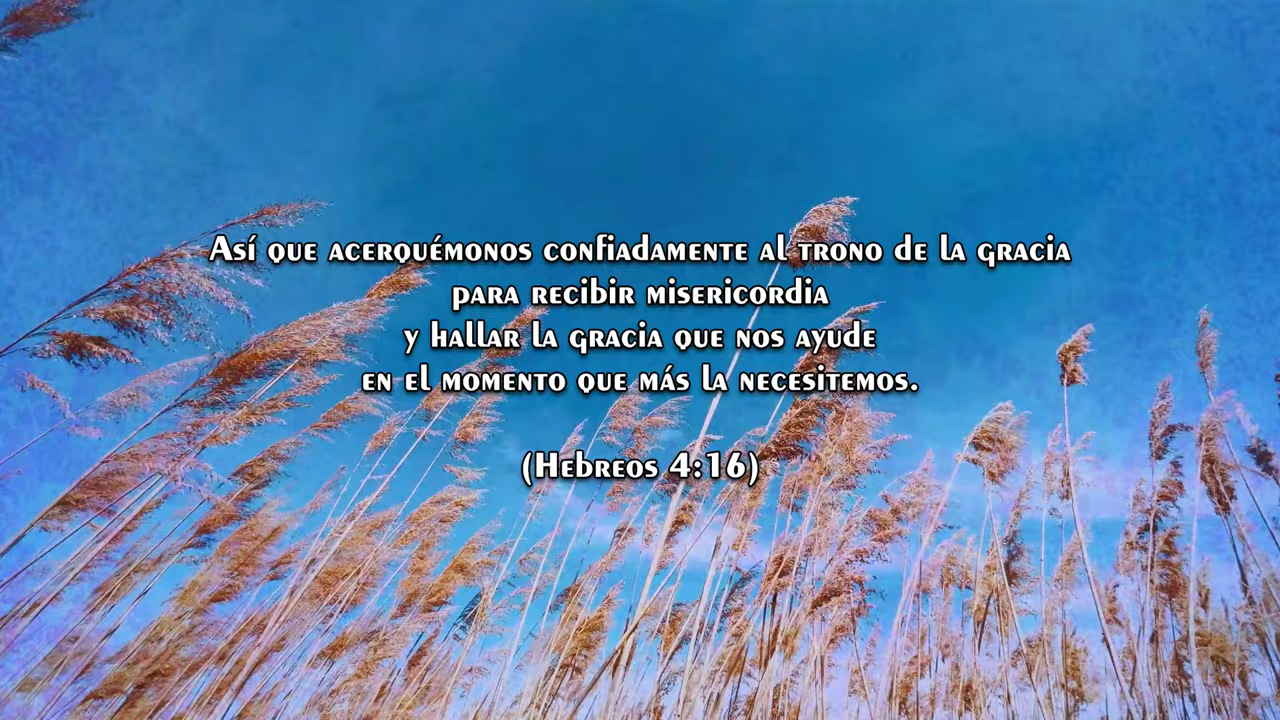 Así que acerquémonos confiadamente al trono de la gracia
para recibir misericordia
y hallar la gracia que nos ayude
en el momento que más la necesitemos.
(Hebreos 4:16)